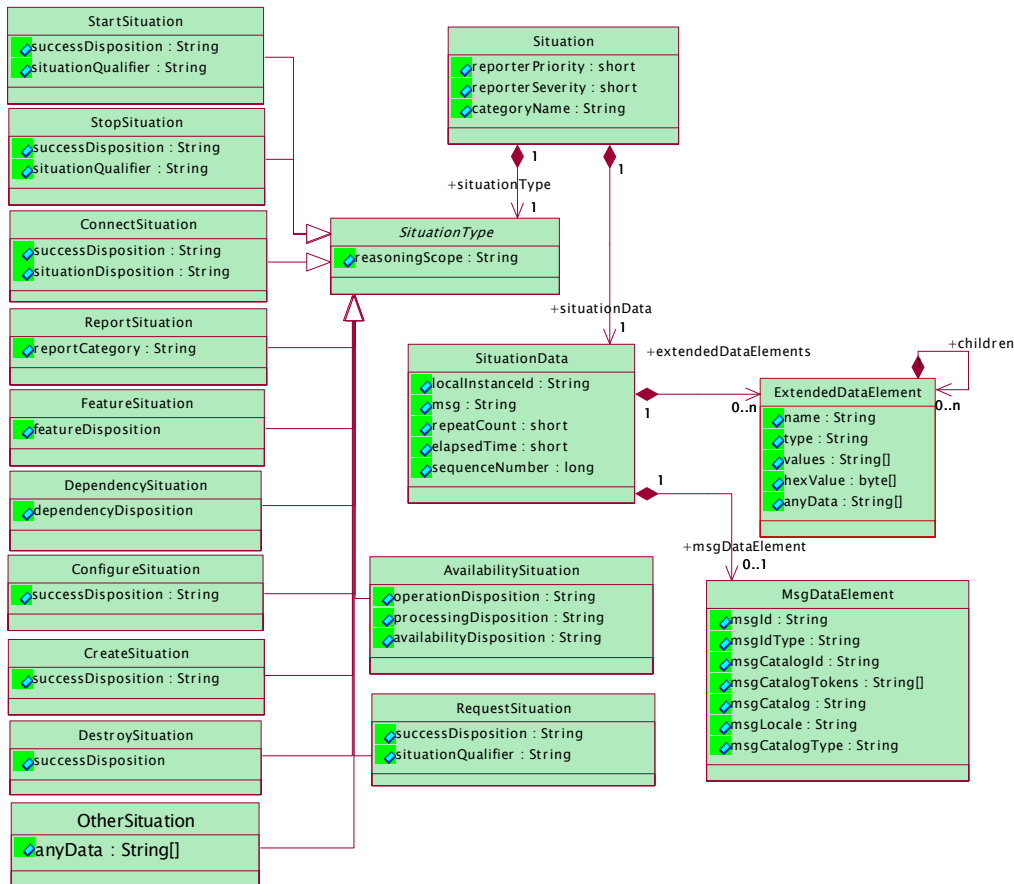 StartSituation
successDisposition : String
situationQualifier : String
StopSituation
successDisposition : String
situationQualifier : String
ConnectSituation
successDisposition : String
situationDisposition : String
ReportSituation
reportCategory : String
FeatureSituation
featureDisposition
DependencySituation
dependencyDisposition
ConfigureSituation
successDisposition : String
CreateSituation
successDisposition : String
DestroySituation
successDisposition
OtherSituation
anyData : String[]
Situation
reporterPriority : short
reporterSeverity : short
categoryName : String
1
1
+situationType
1
SituationType
reasoningScope : String
+situationData
1
SituationData
localInstanceId : String
msg : String
repeatCount : short
elapsedTime : short
sequenceNumber : long
+extendedDataElements
1
0..n
+children
1
0..n
ExtendedDataElement
name : String
type : String
values : String[]
hexValue : byte[]
anyData : String[]
1
+msgDataElement
0..1
MsgDataElement
msgId : String
msgIdType : String
msgCatalogId : String
msgCatalogTokens : String[]
msgCatalog : String
msgLocale : String
msgCatalogType : String
AvailabilitySituation
operationDisposition : String
processingDisposition : String
availabilityDisposition : String
RequestSituation
successDisposition : String
situationQualifier : String